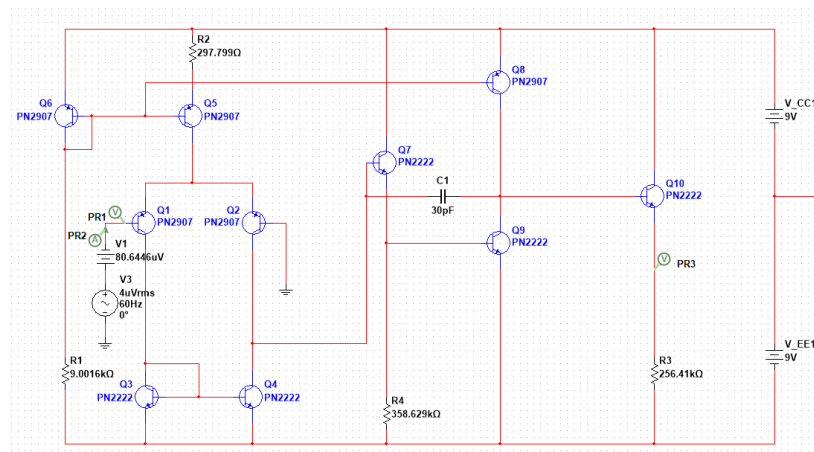 R2
297.799Ω
Q6
PN2907
Q5
PN2907
Q8
PN2907
V_CC1
9V
Q7
PN2222
C1
30pF
Q10
PN2222
PR1
V
Q1
PN2907
Q2
PN2907
PR2
A
V1
80.6446uV
Q9
PN2222
V
PR3
V3
4uVrms
60Hz
0°
R1
9.0016kΩ
Q3
PN2222
Q4
PN2222
R4
358.629kΩ
R3
256.41kΩ
V_EE1
9V